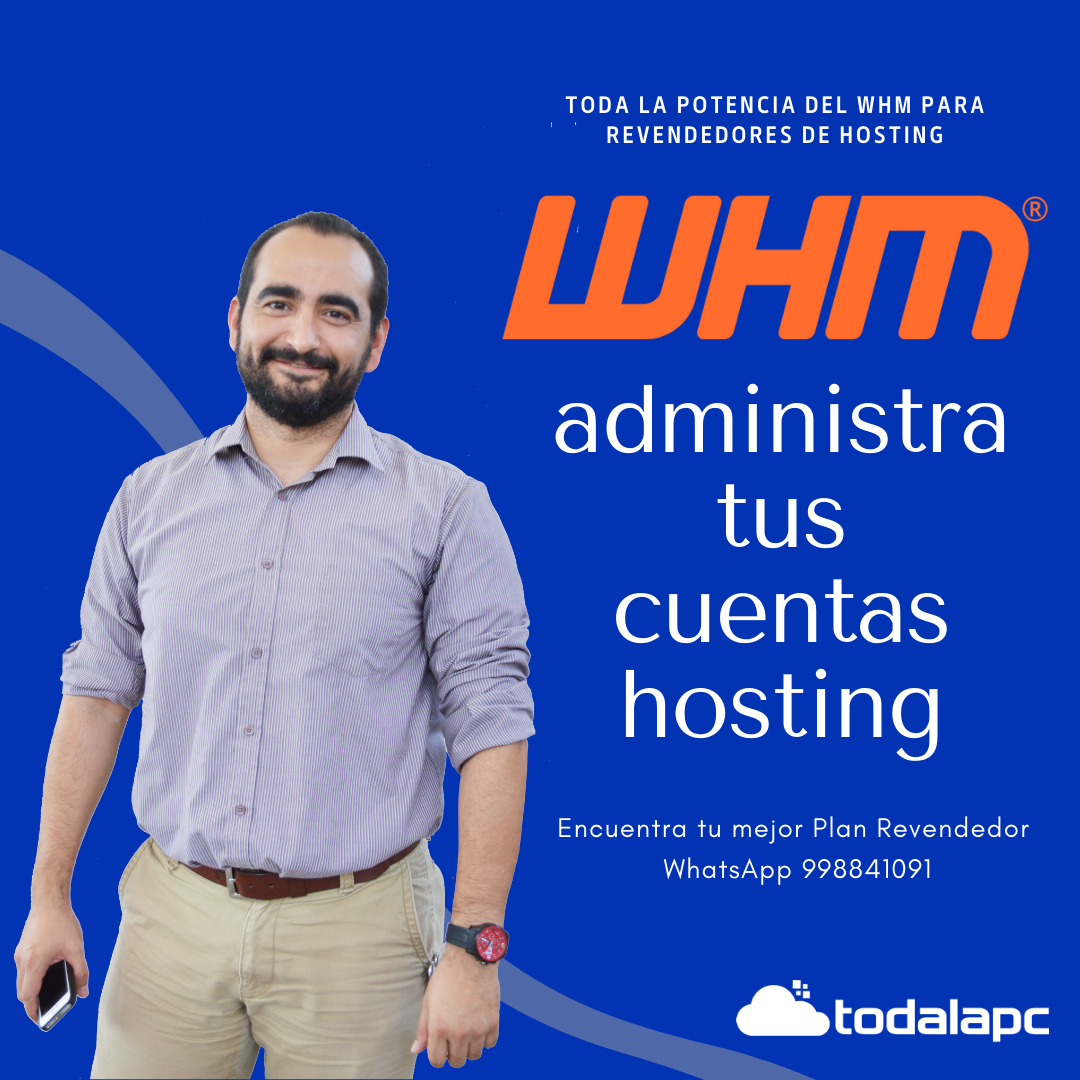 TODA LA POTENCIA DEL WHM PARA
REVENDEDORES DE HOSTING
WHM®
administra
tus
cuentas
hosting
Encuentra tu mejor Plan Revendedor
WhatsApp 998841091
todalapc